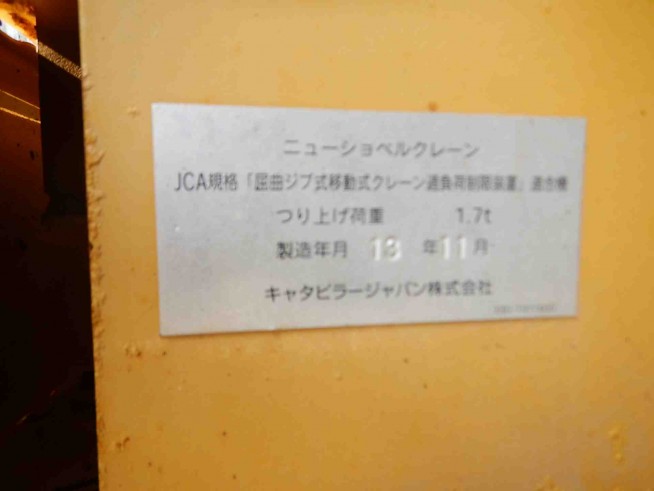 ニューショベルクレーン
JCA規格「屈曲ジブ式移動式クレーン過負荷制限装置」適合機
つり上げ荷重 1.7t
製造年月 13 年11月
キャタピラージャパン株式会社